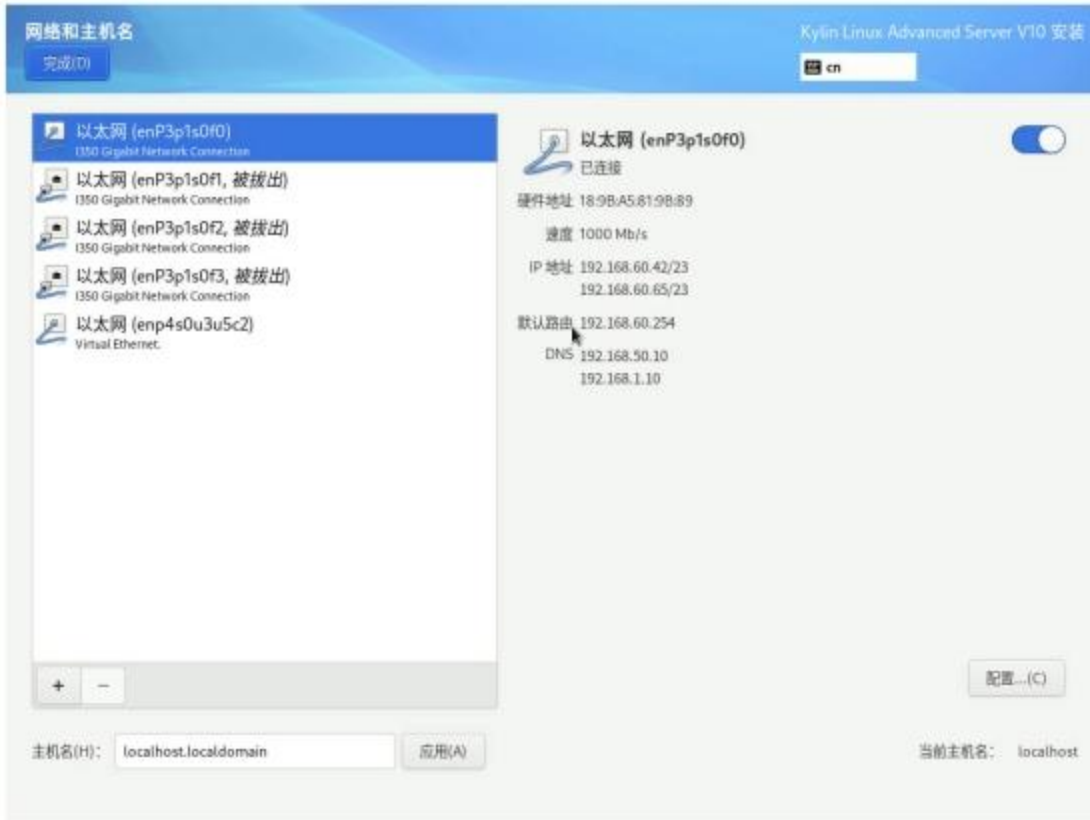 网络和主机名
Kylin Linux Advanced Server V10 安装
完成(D)
cn
以太网 (enP3p1s0f0)
I350 Gigabit Network Connection
以太网 (enP3p1s0f1, 被拔出)
I350 Gigabit Network Connection
以太网 (enP3p1s0f2, 被拔出)
I350 Gigabit Network Connection
以太网 (enP3p1s0f3, 被拔出)
I350 Gigabit Network Connection
以太网 (enp4s0u3u5c2)
Virtual Ethernet.
以太网 (enP3p1s0f0)
已连接
硬件地址 18:9B:A5:81:9B:89
速度 1000 Mb/s
IP 地址 192.168.60.42/23
192.168.60.65/23
默认路由 192.168.60.254
DNS 192.168.50.10
192.168.1.10
+ −
配置...(C)
主机名(H): localhost.localdomain 应用(A) 当前主机名: localhost